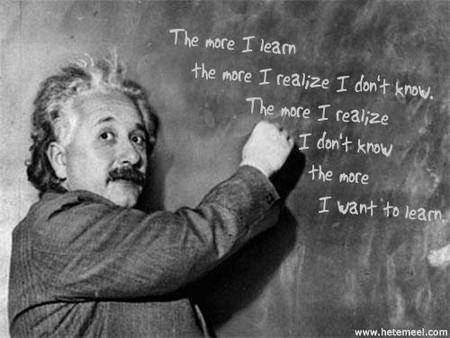 The more I learn
the more I realize I don't know.
The more I realize
I don't know
the more
I want to learn.
www.hetemeel.com